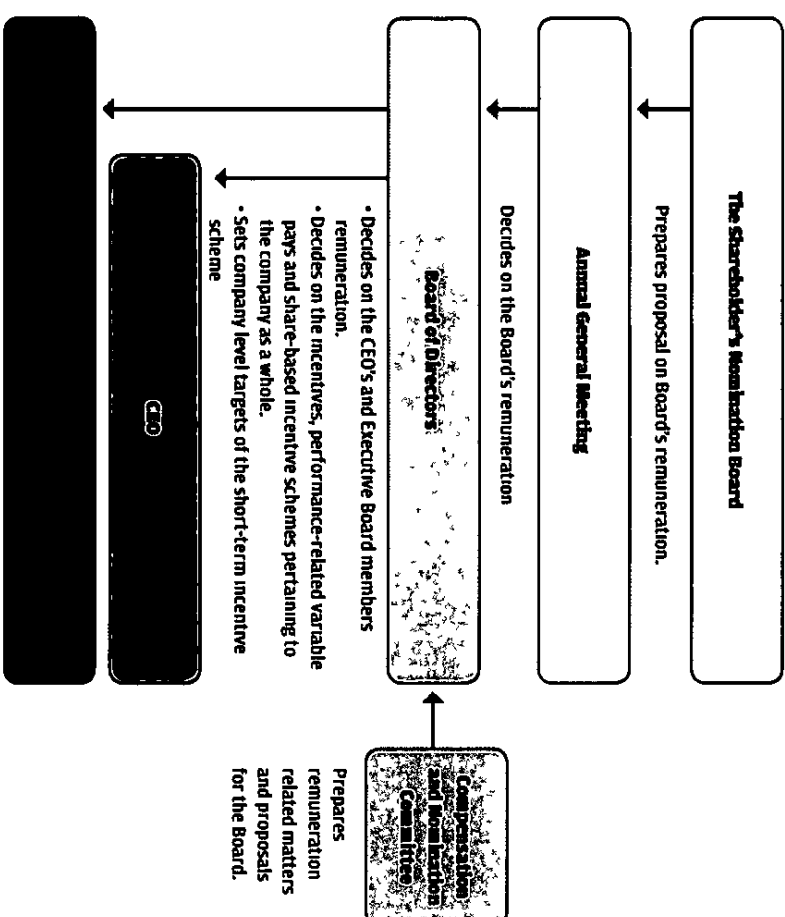 The Shareholder's Nomination Board
Prepares proposal on Board's remuneration.
Annual General Meeting
Decides on the Board's remuneration
Board of Directors
• Decides on the CEO's and Executive Board members
remuneration.
• Decides on the incentives, performance-related variable
pays and share-based incentive schemes pertaining to
the company as a whole.
• Sets company level targets of the short-term incentive
scheme
CEO
Compensation
and Nomination
Committee
Prepares
remuneration
related matters
and proposals
for the Board.